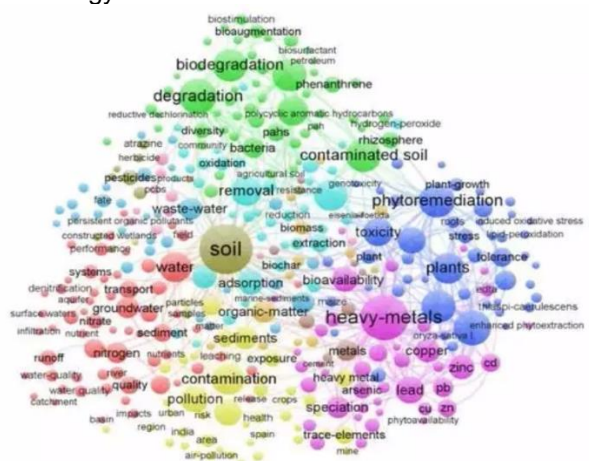 biostimulation
bioaugmentation
biosurfactant
petroleum
biodegradation
phenanthrene
degradation
reductive dechlorination
polycyclic aromatic hydrocarbons
hydrogen-peroxide
diversity
pahs
pah
rhizosphere
atrazine
community
bacteria
contaminated soil
herbicide
oxidation
agricultural soil
pesticides
products
pcbs
removal
resistance
genotoxicity
plant-growth
fate
waste-water
phytoremediation
persistent organic pollutants
reduction
eisenia-foetida
roots
induced oxidative stress
constructed wetlands
field
biomass
toxicity
stress
lipid-peroxidation
performance
soil
extraction
plant
tolerance
systems
water
biochar
bioavailability
plants
denitrification
transport
adsorption
edta
aquifer
particles
marine-sediments
maize
thlaspi-caerulescens
surface-waters
groundwater
samples
organic-matter
heavy-metals
nitrate
matter
enhanced phytoextraction
infiltration
nutrient
sediment
sediments
oryza-sativa l
runoff
nitrogen
nutrients
leaching
exposure
metals
copper
cement
zinc
cd
water-quality
river
contamination
heavy metal
water quality
quality
arsenic
lead
pb
catchment
pollution
release
crops
speciation
cu
zn
basin
impacts
urban
risk
health
phytoavailability
region
india
spain
trace-elements
area
mine
air-pollution